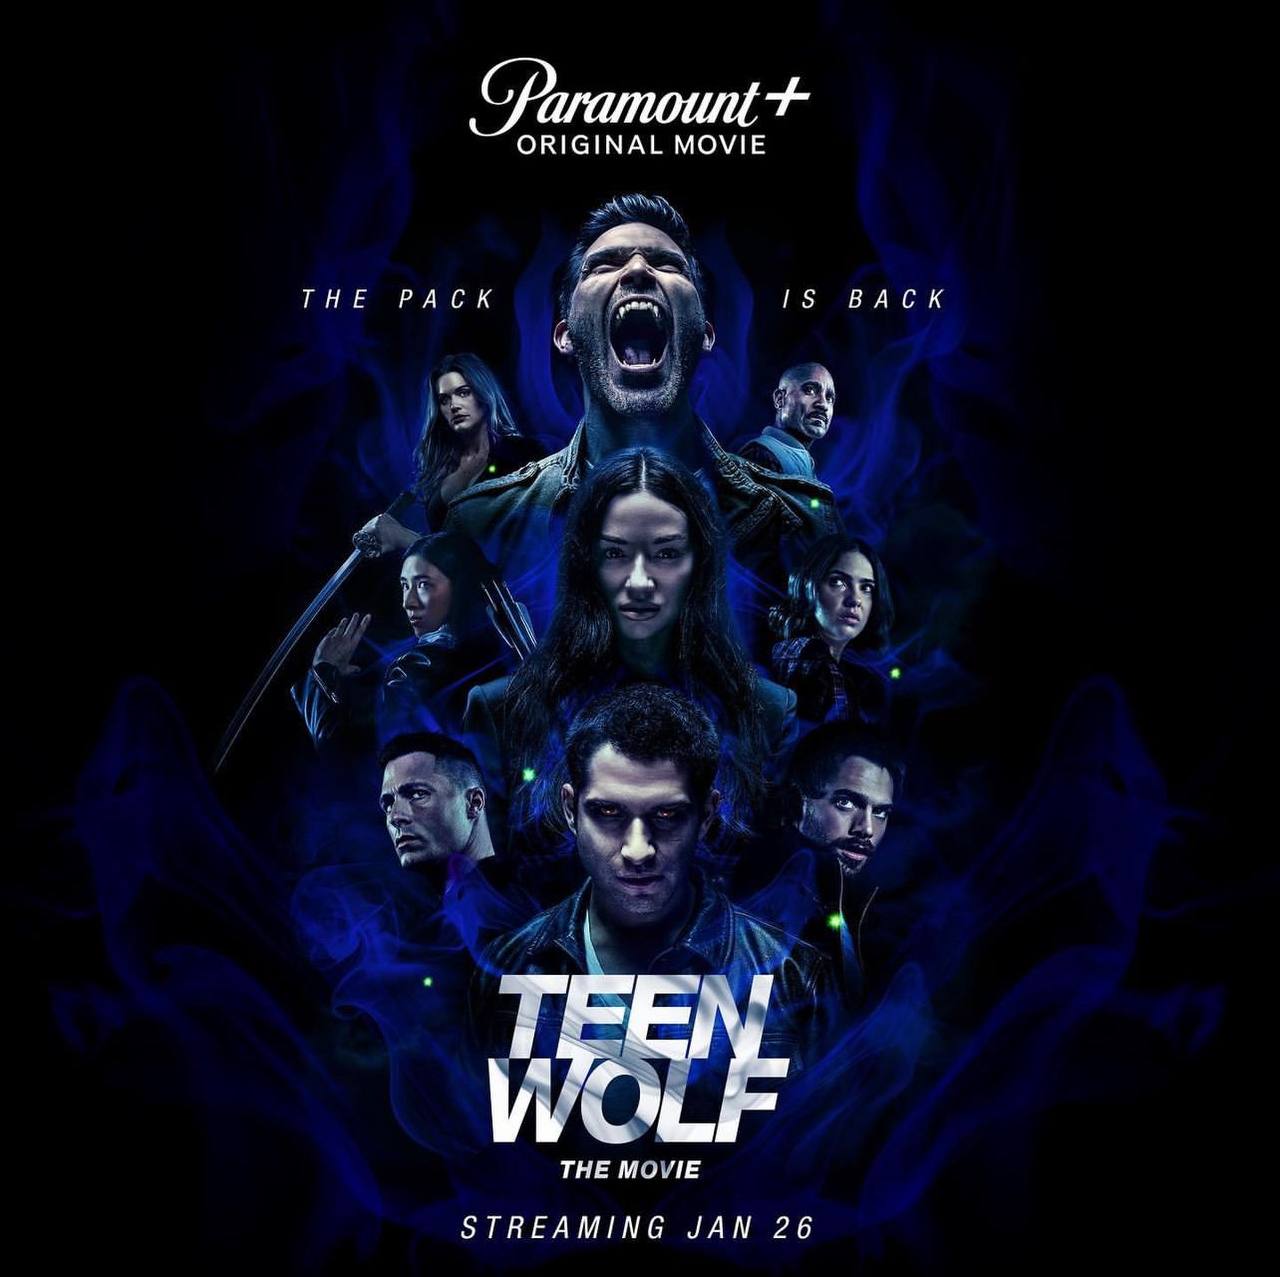 Paramount+
ORIGINAL MOVIE
THE PACK IS BACK
TEEN
WOLF
THE MOVIE
STREAMING JAN 26